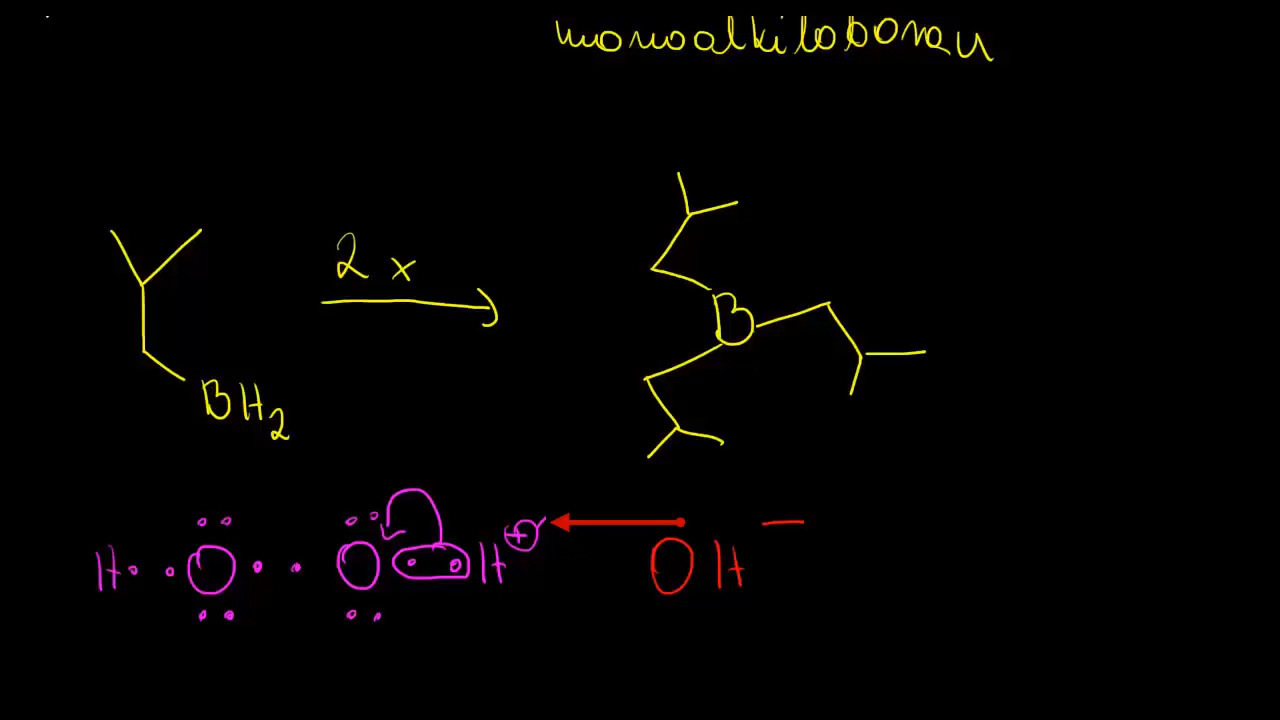 monoalkiloboran
2 x
B
BH2
H O O H + OH —